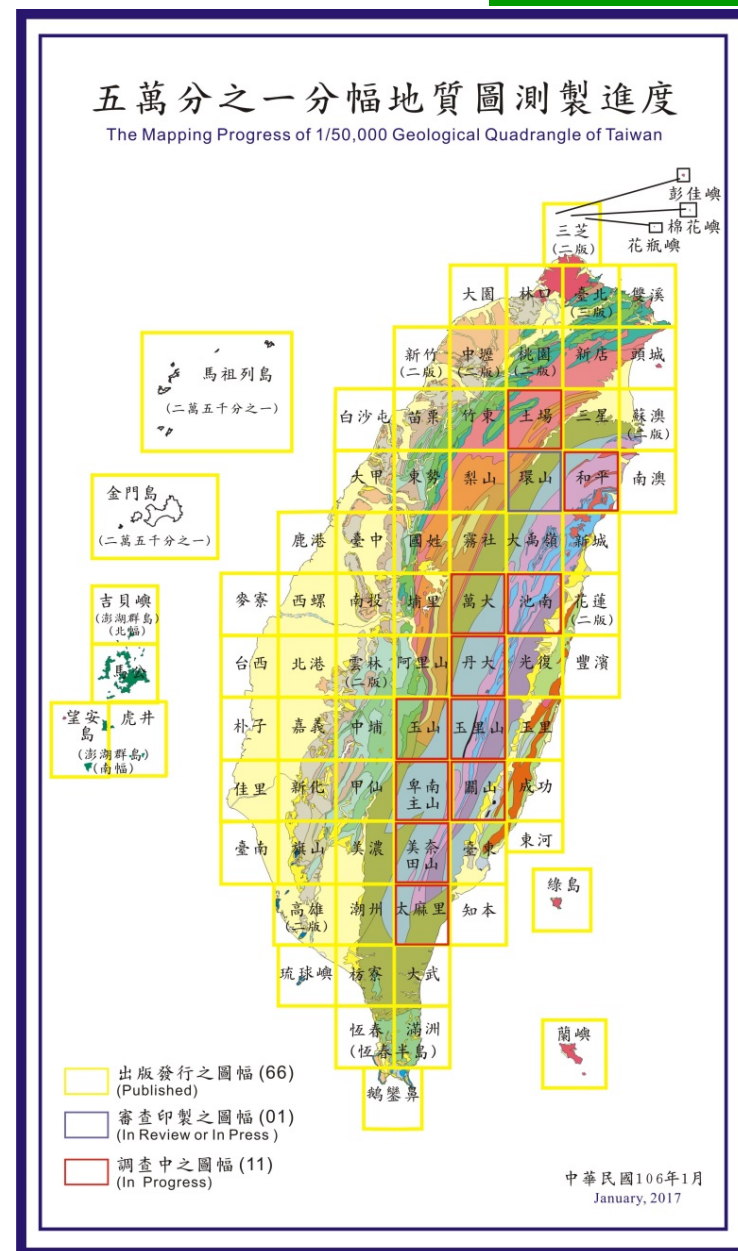 五萬分之一分幅地質圖測製進度
The Mapping Progress of 1/50,000 Geological Quadrangle of Taiwan
彭佳嶼
棉花嶼
花瓶嶼
三芝
(二版)
大園 林口 臺北 雙溪
(三版)
新竹 中壢 桃園 新店 頭城
(二版) (二版) (二版)
馬祖列島
(二萬五千分之一)
白沙屯 苗栗 竹東 土場 三星 蘇澳
(二版)
大甲 東勢 梨山 環山 和平 南澳
金門島
(二萬五千分之一)
鹿港 臺中 國姓 霧社 大禹嶺 新城
吉貝嶼
(澎湖群島)
(北幅)
麥寮 西螺 南投 埔里 萬大 池南 花蓮
(二版)
馬公
台西 北港 雲林 阿里山 丹大 光復 豐濱
(二版)
望安島 虎井
(澎湖群島)
(南幅)
朴子 嘉義 中埔 玉山 玉里山 玉里
佳里 新化 甲仙 卑南主山 關山 成功
臺南 旗山 美濃 美奈田山 臺東 東河
綠島
高雄 潮州 太麻里 知本
(二版)
琉球嶼 枋寮 大武
恆春 滿洲
(恆春半島)
蘭嶼
鵝鑾鼻
出版發行之圖幅(66)
(Published)
審查印製之圖幅(01)
(In Review or In Press )
調查中之圖幅(11)
(In Progress)
中華民國106年1月
January, 2017